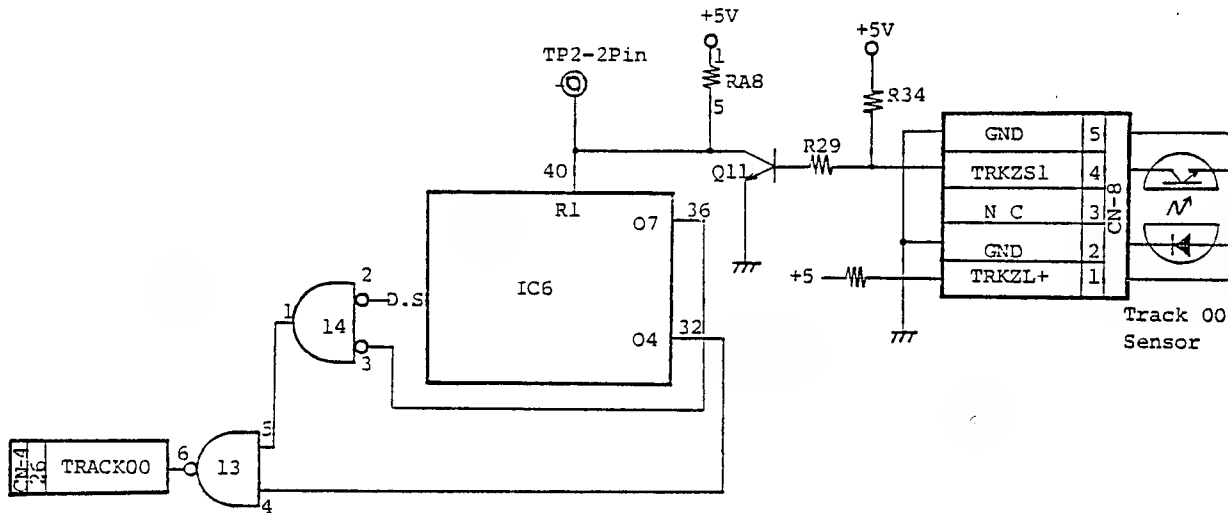 +5V
+5V
TP2-2Pin
1
RA8
R34
5
GND 5
R29
40
Q11
TRKZS1 4
R1
O7 36
N C 3
CN-8
GND 2
2
+5
TRKZL+ 1
D.S
IC6
1
14
32
Track 00
O4
Sensor
3
5
6
CN-4
26
TRACK00
13
4